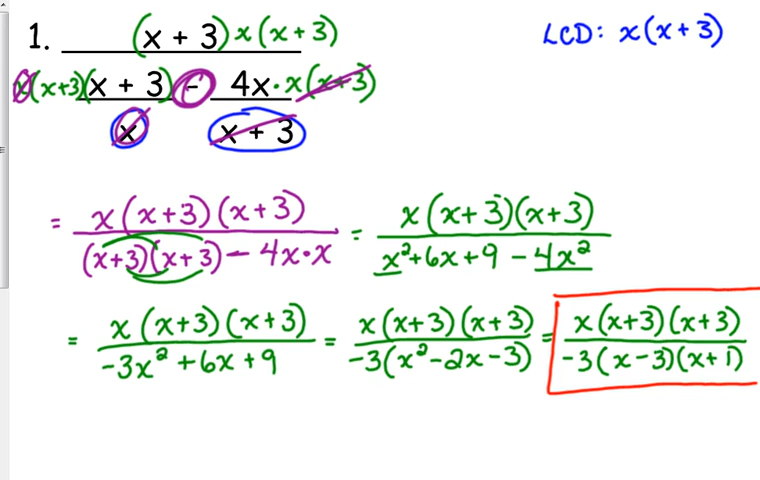 1. (x + 3) x (x + 3) LCD: x(x + 3)
x(x+3)(x + 3) - 4x · x(x+3)
x x + 3
= x(x+3)(x+3) = x(x+3)(x+3)
(x+3)(x+3) - 4x·x x²+6x+9 - 4x²
= x(x+3)(x+3) = x(x+3)(x+3) = x(x+3)(x+3)
-3x² + 6x + 9 -3(x² - 2x - 3) -3(x-3)(x+1)